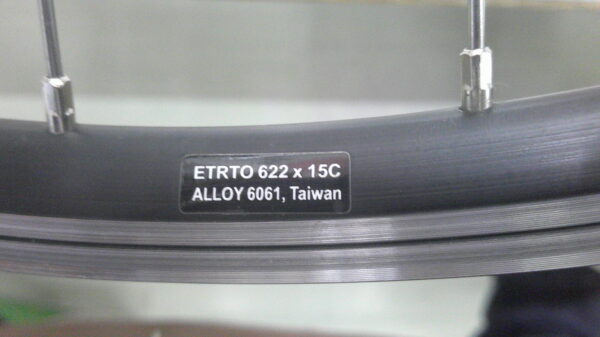 ETRTO 622 x 15C
ALLOY 6061, Taiwan